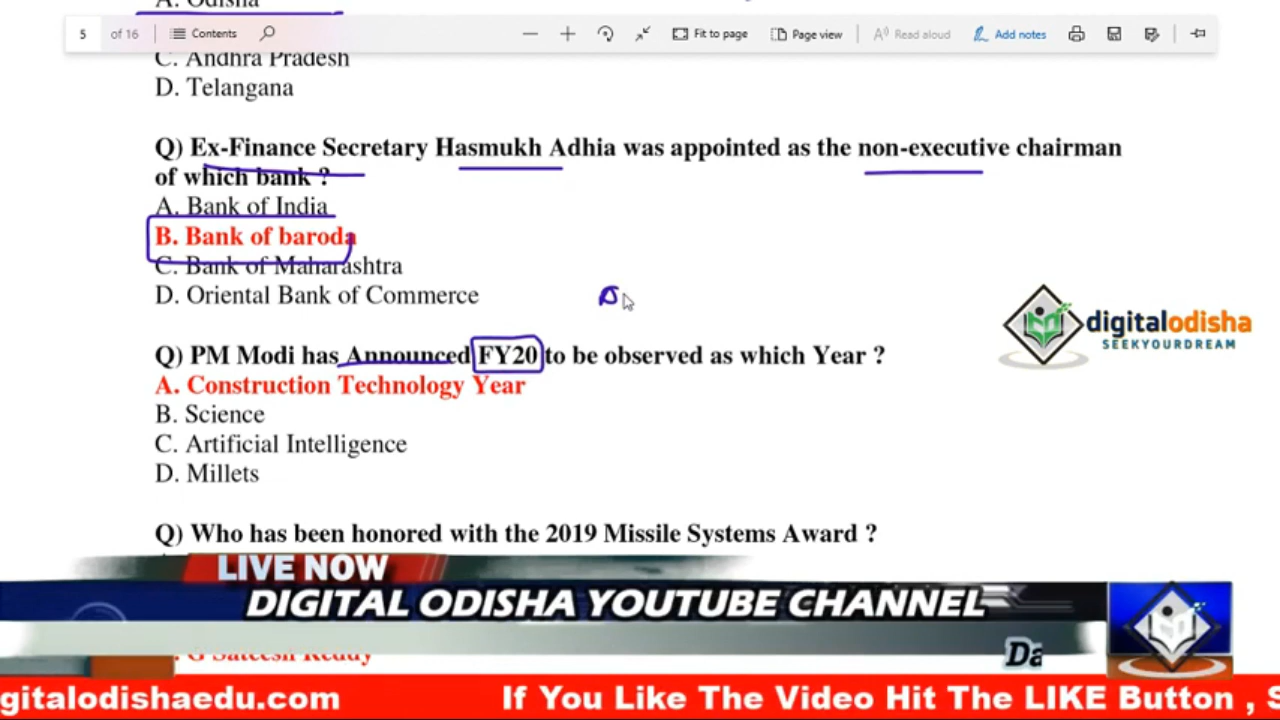 A. Odisha
5 of 16 Contents Fit to page Page view Read aloud Add notes
C. Andhra Pradesh
D. Telangana
Q) Ex-Finance Secretary Hasmukh Adhia was appointed as the non-executive chairman
of which bank ?
A. Bank of India
B. Bank of baroda
C. Bank of Maharashtra
D. Oriental Bank of Commerce
digitalodisha
SEEKYOURDREAM
Q) PM Modi has Announced FY20 to be observed as which Year ?
A. Construction Technology Year
B. Science
C. Artificial Intelligence
D. Millets
Q) Who has been honored with the 2019 Missile Systems Award ?
LIVE NOW
DIGITAL ODISHA YOUTUBE CHANNEL
G Sateesh Reddy
Da
gitalodishaedu.com If You Like The Video Hit The LIKE Button , S